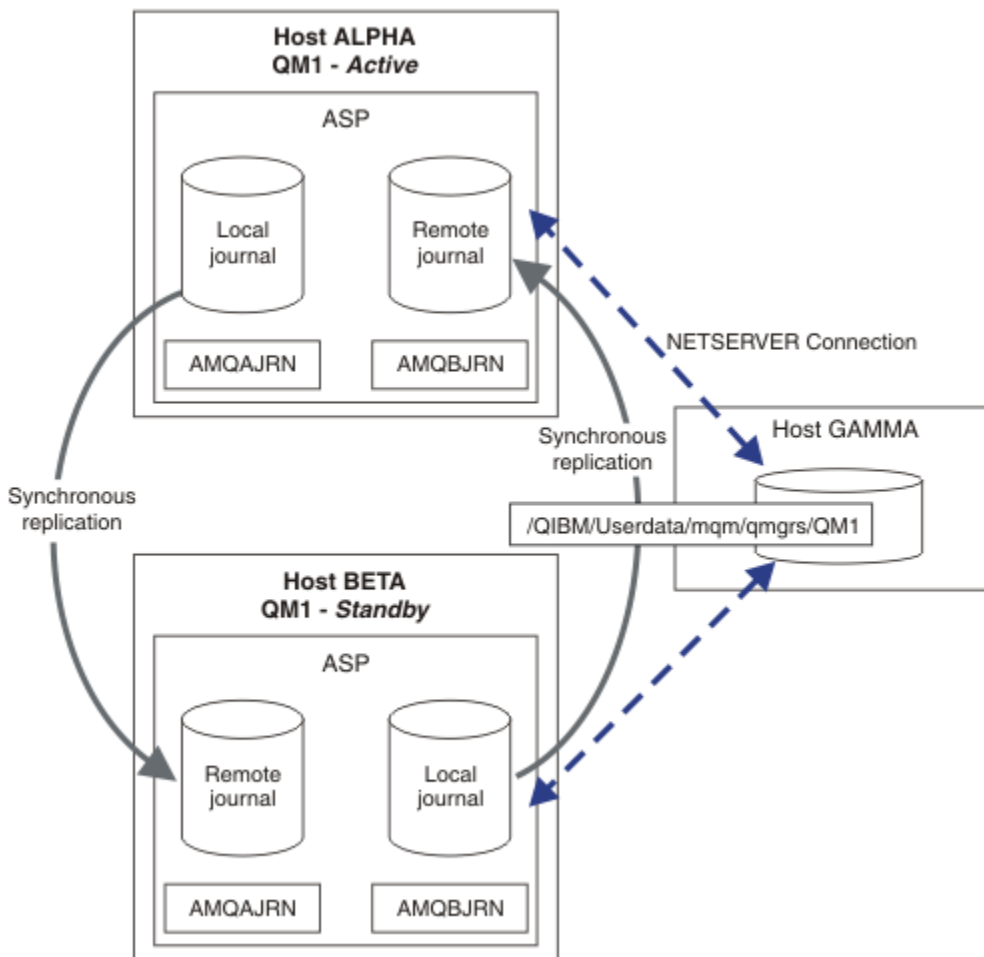 Host ALPHA
QM1 - Active
ASP
Local
journal
Remote
journal
AMQAJRN
AMQBJRN
NETSERVER Connection
Host GAMMA
/QIBM/Userdata/mqm/qmgrs/QM1
Synchronous
replication
Synchronous
replication
Host BETA
QM1 - Standby
ASP
Remote
journal
Local
journal
AMQAJRN
AMQBJRN